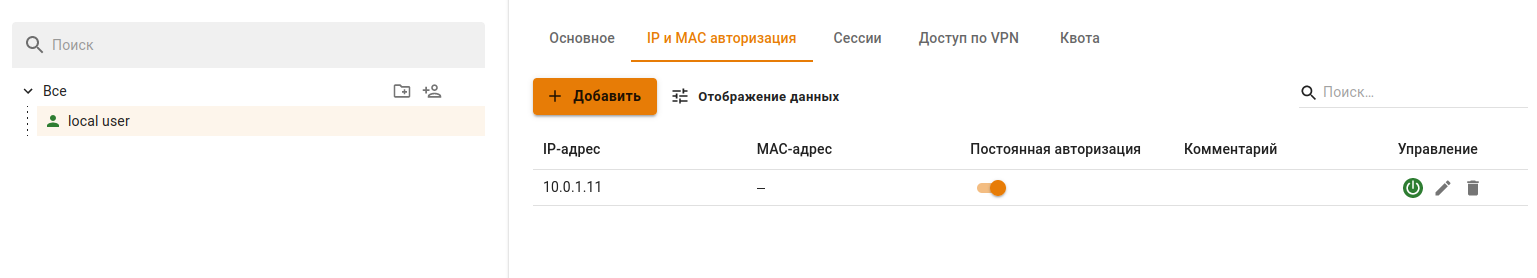 Поиск
Все
local user
Основное IP и MAC авторизация Сессии Доступ по VPN Квота
Добавить Отображение данных Поиск...
IP-адрес MAC-адрес Постоянная авторизация Комментарий Управление
10.0.1.11 –